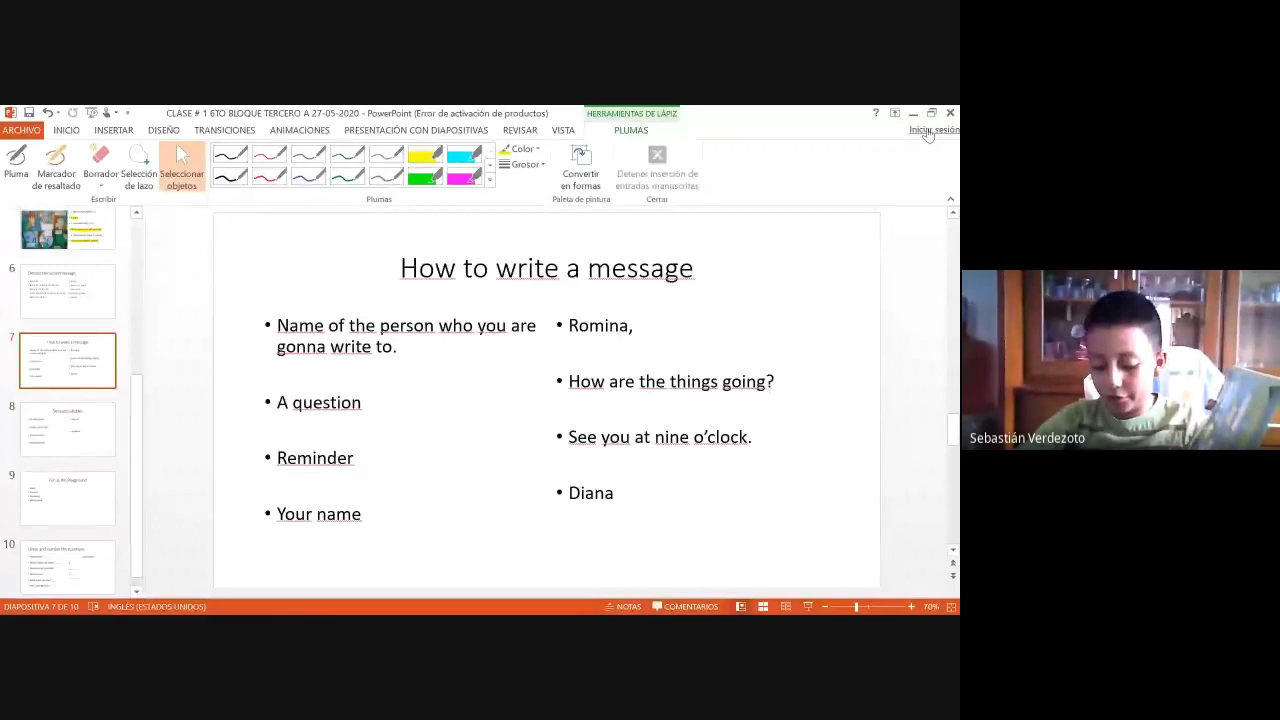 CLASE # 1 6TO BLOQUE TERCERO A 27-05-2020 - PowerPoint (Error de activación de productos)
HERRAMIENTAS DE LÁPIZ
?
ARCHIVO INICIO INSERTAR DISEÑO TRANSICIONES ANIMACIONES PRESENTACIÓN CON DIAPOSITIVAS REVISAR VISTA PLUMAS
Iniciar sesión
Pluma
Marcador de resaltado
Borrador
Selección de lazo
Seleccionar objetos
Color
Grosor
Convertir en formas
Detener inserción de entradas manuscritas
Escribir
Plumas
Paleta de pintura
Cerrar
6
7
8
9
10
How to write a message
• Name of the person who you are
gonna write to.
• A question
• Reminder
• Your name
• Romina,
• How are the things going?
• See you at nine o’clock.
• Diana
Sebastián Verdezoto
DIAPOSITIVA 7 DE 10
INGLÉS (ESTADOS UNIDOS)
NOTAS
COMENTARIOS
70%